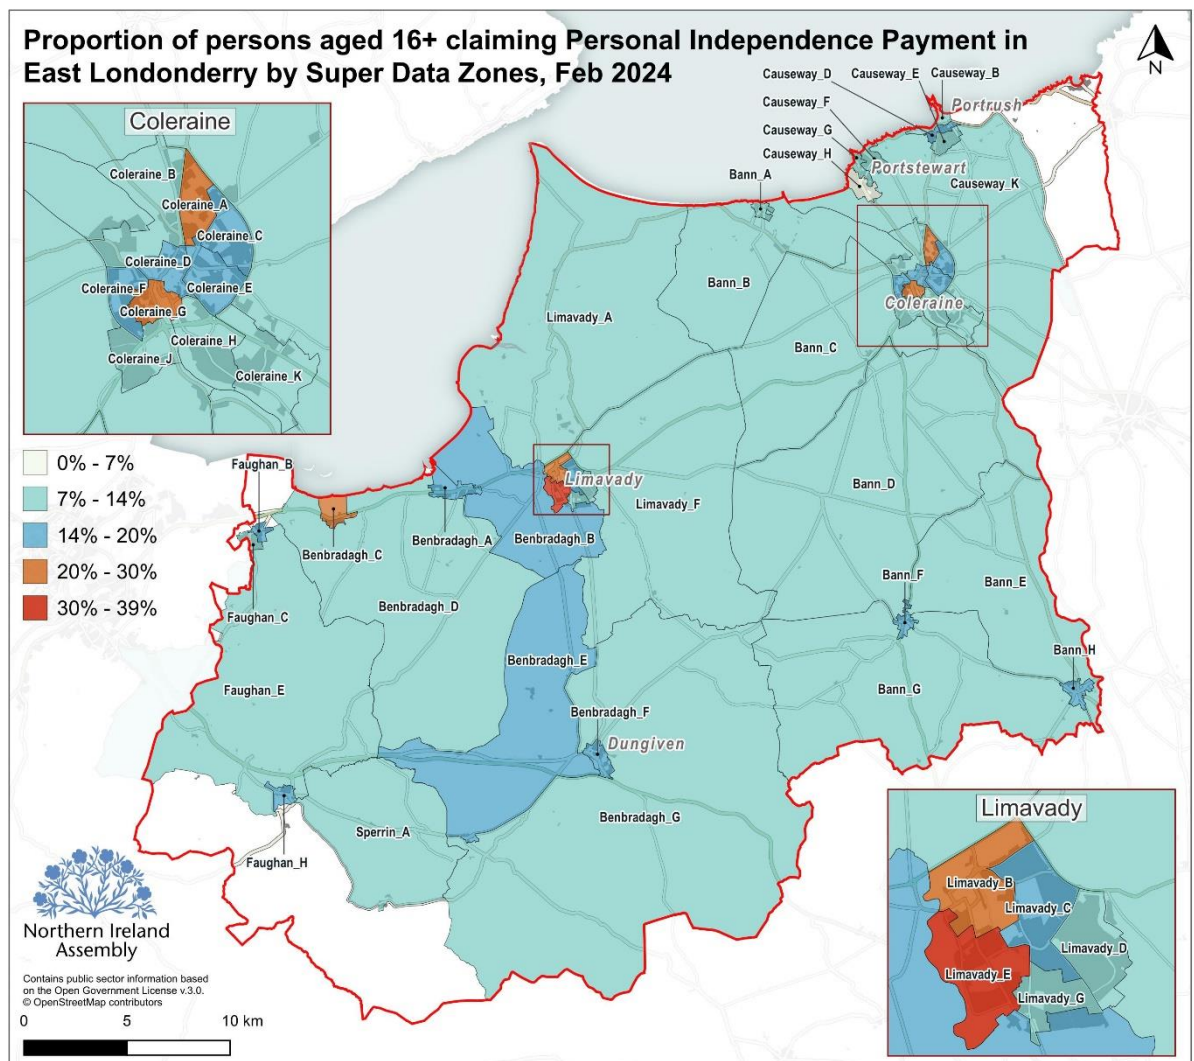 Proportion of persons aged 16+ claiming Personal Independence Payment in
East Londonderry by Super Data Zones, Feb 2024
N
Causeway_D
Causeway_E
Causeway_B
Causeway_F
Portrush
Causeway_G
Causeway_H
Portstewart
Causeway_K
Bann_A
Coleraine
Coleraine_B
Coleraine_A
Coleraine_C
Coleraine_D
Coleraine_F
Coleraine_E
Coleraine_G
Coleraine_H
Coleraine_J
Coleraine_K
Bann_B
Limavady_A
Coleraine
Bann_C
0% - 7%
7% - 14%
14% - 20%
20% - 30%
30% - 39%
Faughan_B
Limavady
Limavady_F
Bann_D
Benbradagh_C
Benbradagh_A
Benbradagh_B
Bann_F
Bann_E
Faughan_C
Benbradagh_D
Bann_H
Benbradagh_E
Faughan_E
Bann_G
Benbradagh_F
Dungiven
Benbradagh_G
Sperrin_A
Faughan_H
Limavady
Limavady_B
Limavady_C
Limavady_D
Limavady_E
Limavady_G
Northern Ireland
Assembly
Contains public sector information based
on the Open Government License v.3.0.
© OpenStreetMap contributors
0 5 10 km